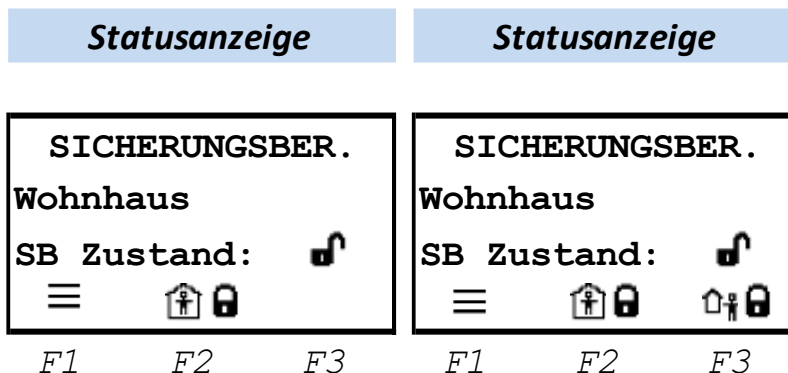 Statusanzeige
SICHERUNGSBER.
Wohnhaus
SB Zustand:
F1 F2 F3
Statusanzeige
SICHERUNGSBER.
Wohnhaus
SB Zustand:
F1 F2 F3